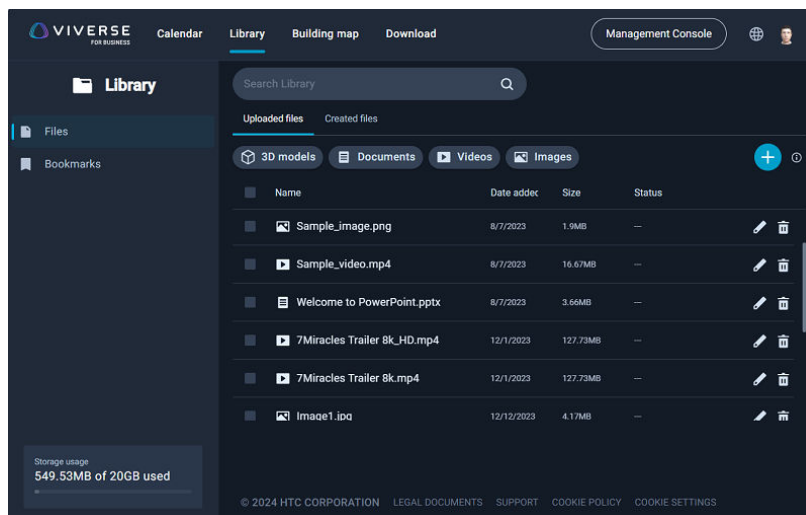 VIVERSE
FOR BUSINESS
Calendar
Library
Building map
Download
Management Console
Library
Files
Bookmarks
Search Library
Uploaded files
Created files
3D models
Documents
Videos
Images
Name Date added Size Status
Sample_image.png 8/7/2023 1.9MB --
Sample_video.mp4 8/7/2023 16.67MB --
Welcome to PowerPoint.pptx 8/7/2023 3.66MB --
7Miracles Trailer 8k_HD.mp4 12/1/2023 127.73MB --
7Miracles Trailer 8k.mp4 12/1/2023 127.73MB --
Image1.jpg 12/12/2023 4.17MB --
Storage usage
549.53MB of 20GB used
© 2024 HTC CORPORATION LEGAL DOCUMENTS SUPPORT COOKIE POLICY COOKIE SETTINGS